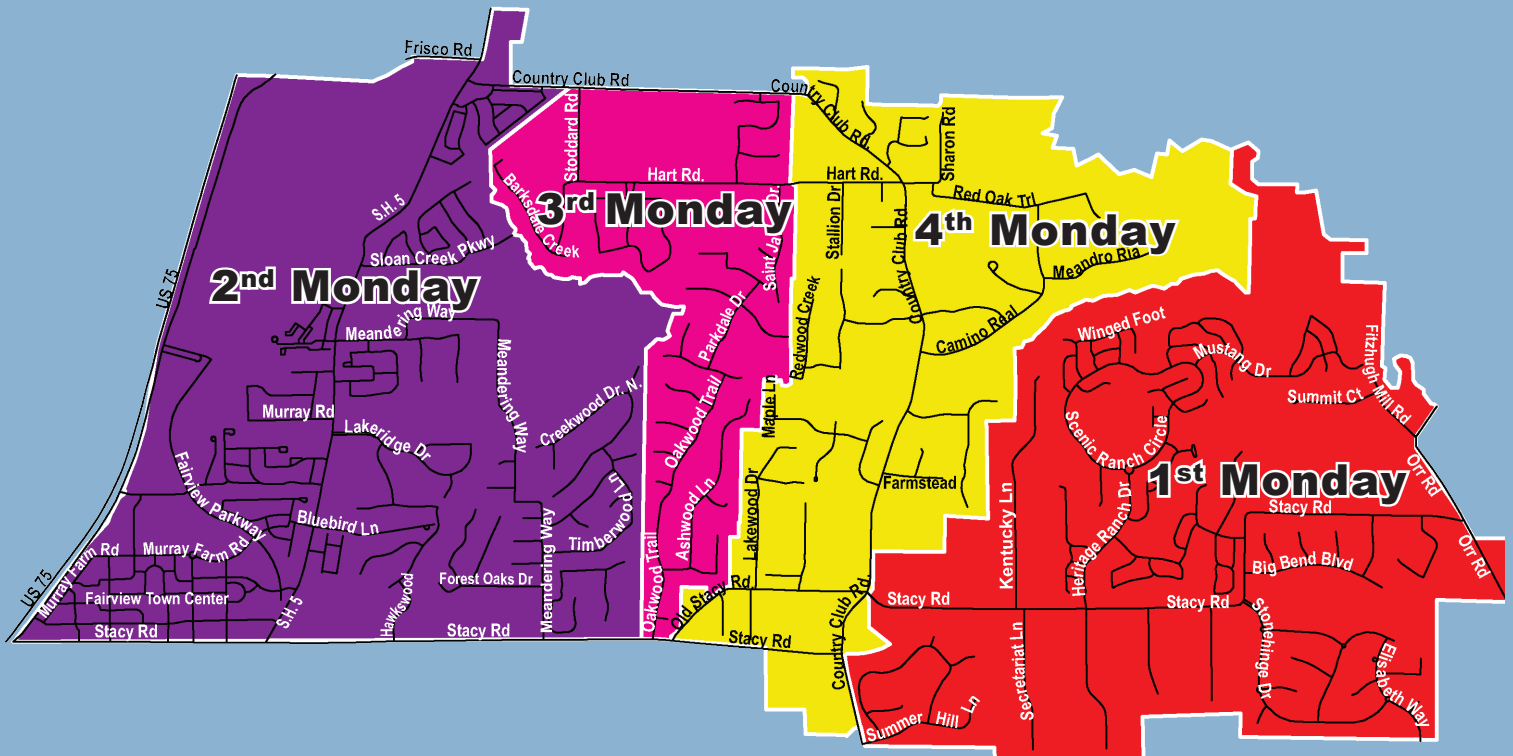 Frisco Rd
Country Club Rd
Country Club Rd.
Stoddard Rd
Sharon Rd
Hart Rd.
Hart Rd.
Barksdale Creek
3rd Monday
Red Oak Trl
S.H. 5
Stallion Dr
Country Club Rd
4th Monday
Sloan Creek Pkwy
Meandro Ria
US 75
2nd Monday
Redwood Creek
Parkdale Dr
Camino Real
Meandering Way
Winged Foot
Mustang Dr
Fitzhugh Mill Rd
Summit Ct
Meandering Way
Murray Rd
Lakeridge Dr
Creekwood Dr. N.
Oakwood Trail
Maple Ln
Scenic Ranch Circle
1st Monday
Orr Rd
Fairview Parkway
Timberwood Ln
Ashwood Ln
Lakewood Dr
Farmstead
Kentucky Ln
Heritage Ranch Dr
Stacy Rd
Bluebird Ln
Murray Farm Rd
Murray Farm Rd
US 75
Meandering Way
Forest Oaks Dr
Oakwood Trail
Big Bend Blvd
Orr Rd
Fairview Town Center
S.H. 5
Hawkswood
Old Stacy Rd
Country Club Rd
Stacy Rd
Stacy Rd
Stacy Rd
Stacy Rd
Stacy Rd
Secretariat Ln
Stonehinge Dr
Elisabeth Way
Summer Hill Ln